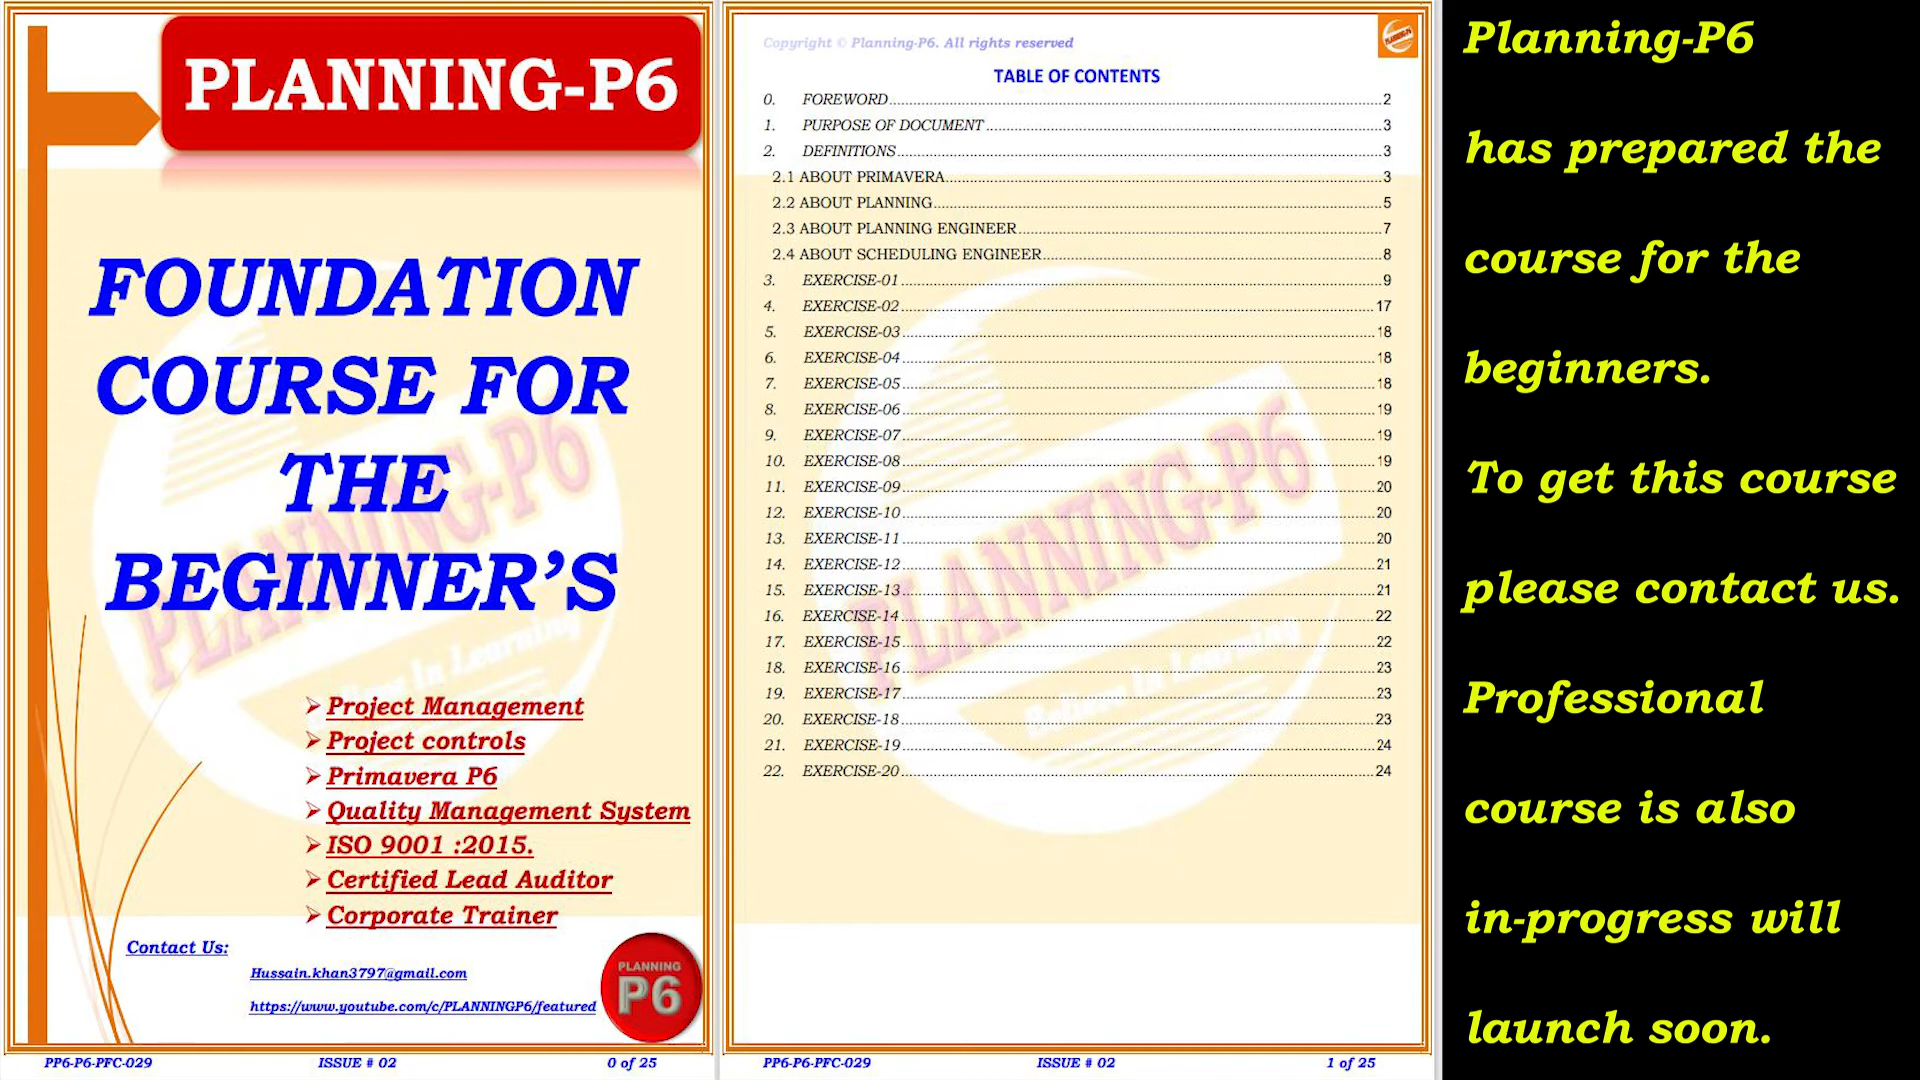 PLANNING-P6
FOUNDATION
COURSE FOR
THE
BEGINNER’S
➢ Project Management
➢ Project controls
➢ Primavera P6
➢ Quality Management System
➢ ISO 9001 :2015.
➢ Certified Lead Auditor
➢ Corporate Trainer
Contact Us:
Hussain.khan3797@gmail.com
https://www.youtube.com/c/PLANNINGP6/featured
PLANNING
P6
PLANNING-P6
Believe In Learning
PP6-P6-PFC-029 ISSUE # 02 0 of 25
Copyright © Planning-P6. All rights reserved
TABLE OF CONTENTS
0. FOREWORD 2
1. PURPOSE OF DOCUMENT 3
2. DEFINITIONS 3
2.1 ABOUT PRIMAVERA 3
2.2 ABOUT PLANNING 5
2.3 ABOUT PLANNING ENGINEER 7
2.4 ABOUT SCHEDULING ENGINEER 8
3. EXERCISE-01 9
4. EXERCISE-02 17
5. EXERCISE-03 18
6. EXERCISE-04 18
7. EXERCISE-05 18
8. EXERCISE-06 19
9. EXERCISE-07 19
10. EXERCISE-08 19
11. EXERCISE-09 20
12. EXERCISE-10 20
13. EXERCISE-11 20
14. EXERCISE-12 21
15. EXERCISE-13 21
16. EXERCISE-14 22
17. EXERCISE-15 22
18. EXERCISE-16 23
19. EXERCISE-17 23
20. EXERCISE-18 23
21. EXERCISE-19 24
22. EXERCISE-20 24
PLANNING-P6
Believe In Learning
PP6-P6-PFC-029 ISSUE # 02 1 of 25
Planning-P6
has prepared the
course for the
beginners.
To get this course
please contact us.
Professional
course is also
in-progress will
launch soon.